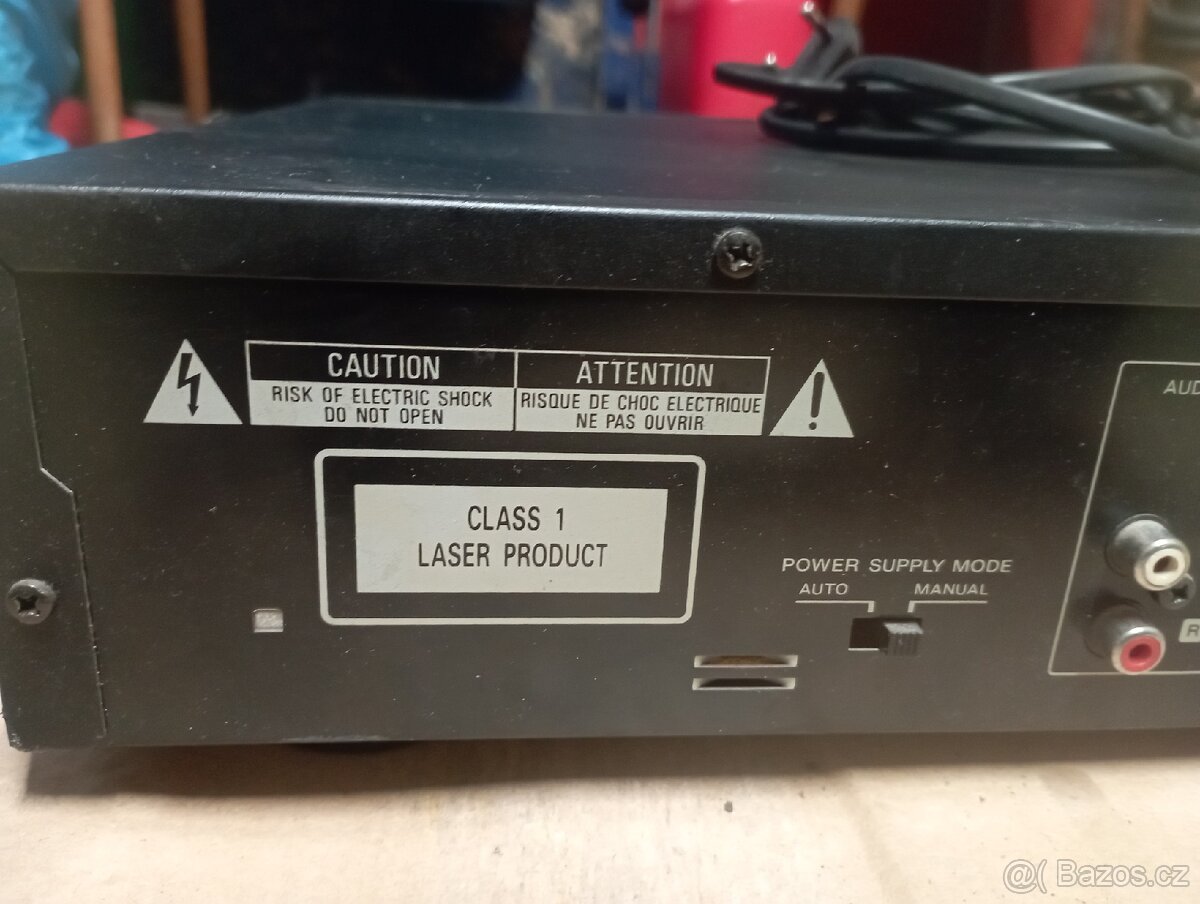 CAUTION
RISK OF ELECTRIC SHOCK
DO NOT OPEN
ATTENTION
RISQUE DE CHOC ELECTRIQUE
NE PAS OUVRIR
CLASS 1
LASER PRODUCT
POWER SUPPLY MODE
AUTO MANUAL
AUD
R
@( Bazos.cz